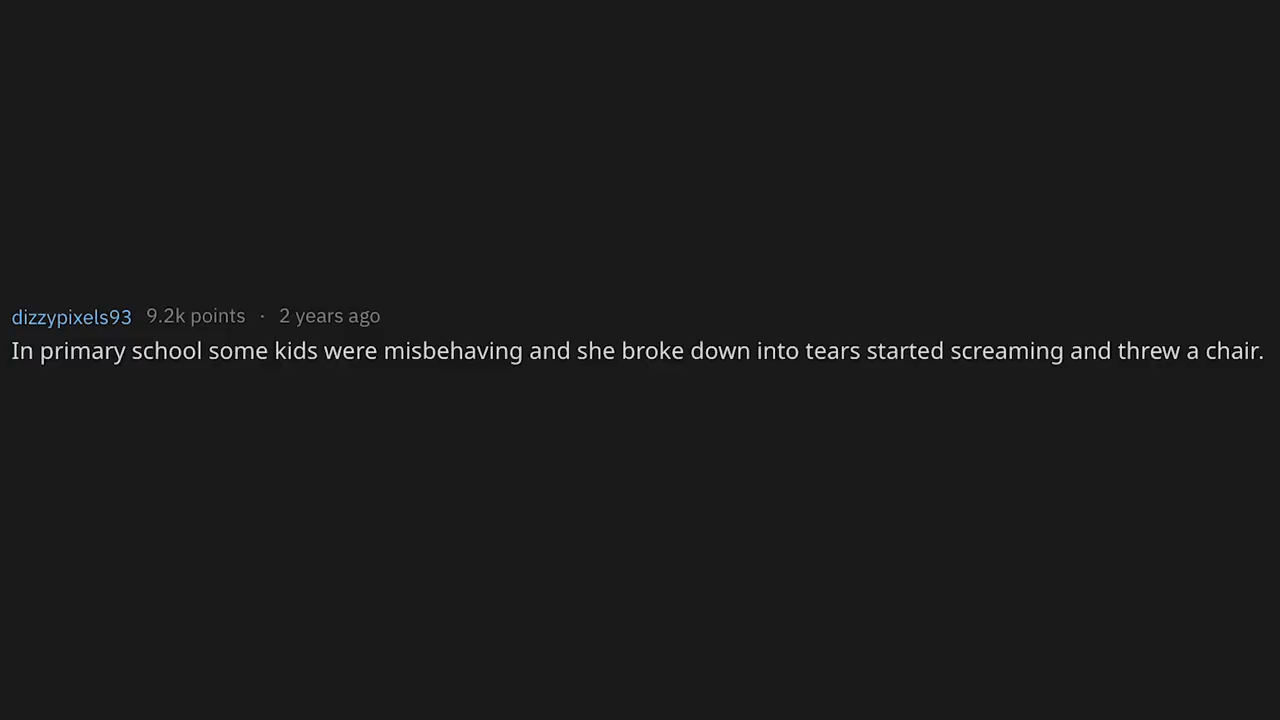 dizzypixels93 9.2k points · 2 years ago
In primary school some kids were misbehaving and she broke down into tears started screaming and threw a chair.